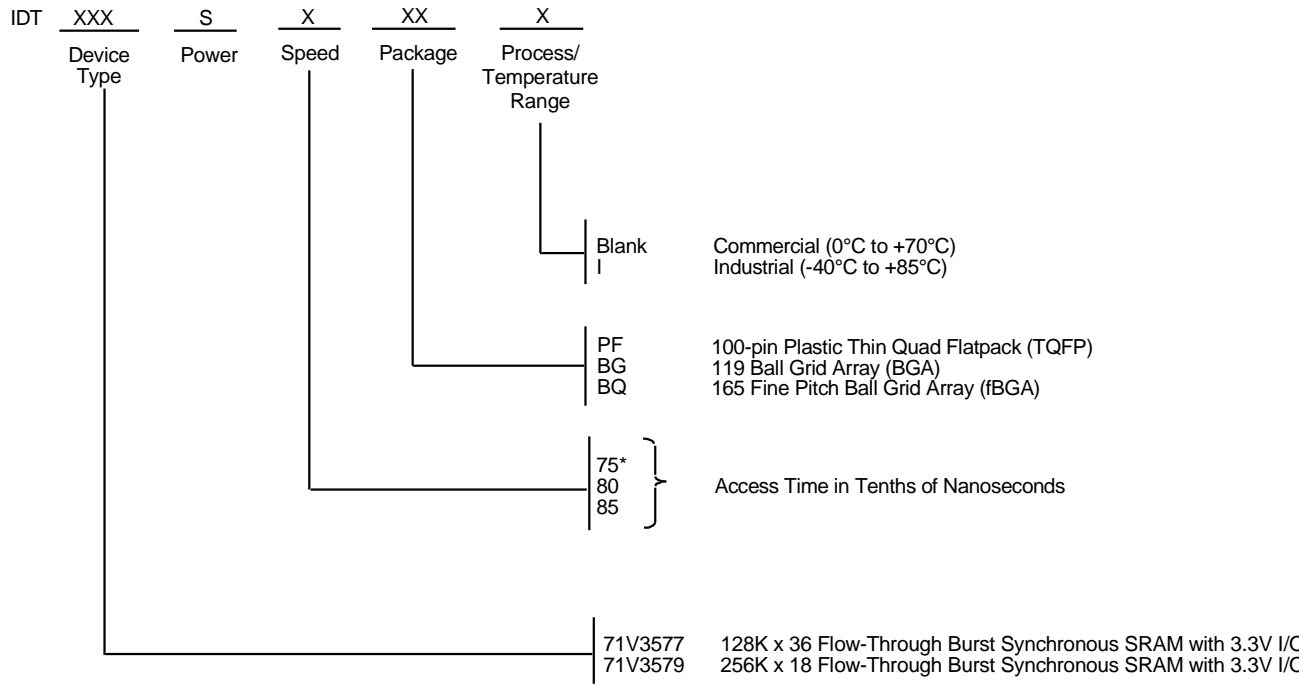 IDT XXX S X XX X
Device Type Power Speed Package Process/ Temperature Range
Blank Commercial (0°C to +70°C)
I Industrial (-40°C to +85°C)
PF 100-pin Plastic Thin Quad Flatpack (TQFP)
BG 119 Ball Grid Array (BGA)
BQ 165 Fine Pitch Ball Grid Array (fBGA)
75*
80 Access Time in Tenths of Nanoseconds
85
71V3577 128K x 36 Flow-Through Burst Synchronous SRAM with 3.3V I/O
71V3579 256K x 18 Flow-Through Burst Synchronous SRAM with 3.3V I/O